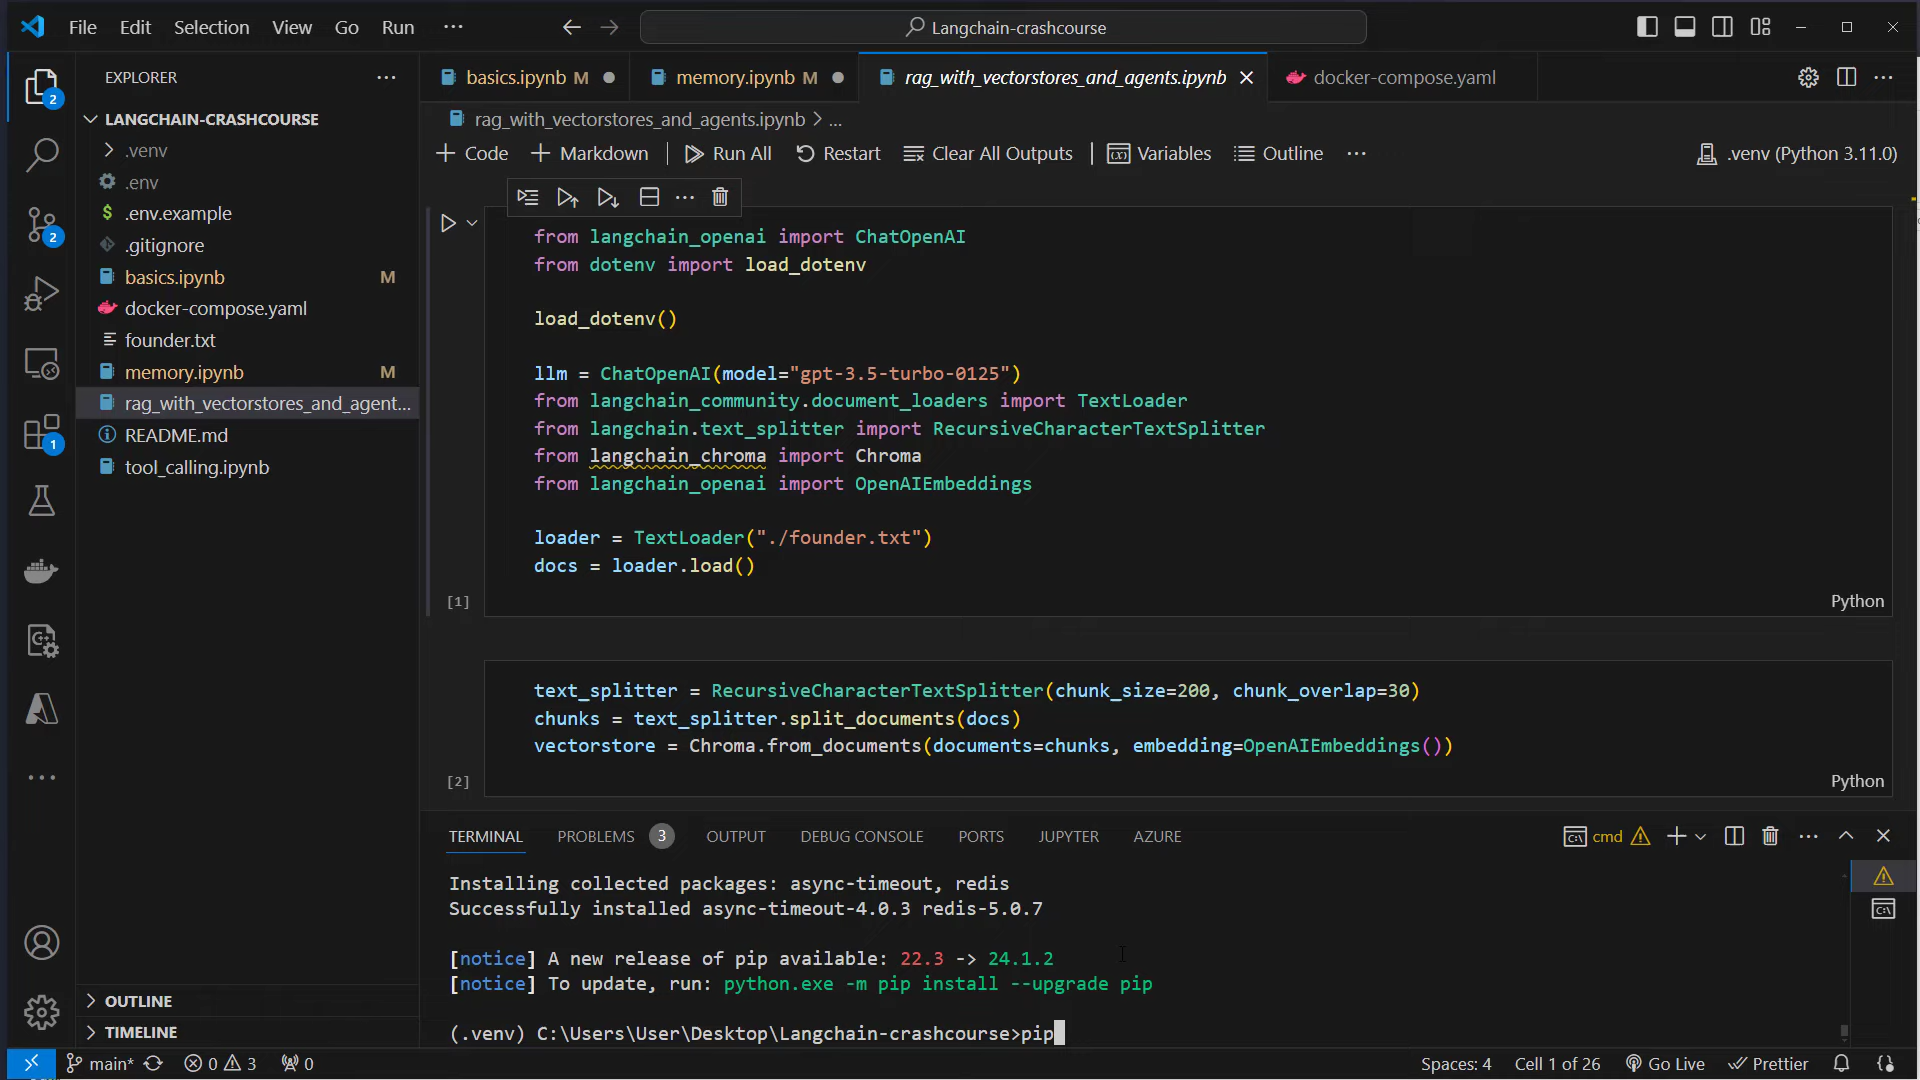 File Edit Selection View Go Run ···
Langchain-crashcourse
EXPLORER
LANGCHAIN-CRASHCOURSE
.venv
.env
.env.example
.gitignore
basics.ipynb M
docker-compose.yaml
founder.txt
memory.ipynb M
rag_with_vectorstores_and_agent...
README.md
tool_calling.ipynb
OUTLINE
TIMELINE
2
2
1
basics.ipynb M
memory.ipynb M
rag_with_vectorstores_and_agents.ipynb
docker-compose.yaml
rag_with_vectorstores_and_agents.ipynb > ...
+ Code + Markdown Run All Restart Clear All Outputs Variables Outline ···
.venv (Python 3.11.0)
from langchain_openai import ChatOpenAI
from dotenv import load_dotenv
load_dotenv()
llm = ChatOpenAI(model="gpt-3.5-turbo-0125")
from langchain_community.document_loaders import TextLoader
from langchain.text_splitter import RecursiveCharacterTextSplitter
from langchain_chroma import Chroma
from langchain_openai import OpenAIEmbeddings
loader = TextLoader("./founder.txt")
docs = loader.load()
[1] Python
text_splitter = RecursiveCharacterTextSplitter(chunk_size=200, chunk_overlap=30)
chunks = text_splitter.split_documents(docs)
vectorstore = Chroma.from_documents(documents=chunks, embedding=OpenAIEmbeddings())
[2] Python
TERMINAL PROBLEMS 3 OUTPUT DEBUG CONSOLE PORTS JUPYTER AZURE
cmd
Installing collected packages: async-timeout, redis
Successfully installed async-timeout-4.0.3 redis-5.0.7
[notice] A new release of pip available: 22.3 -> 24.1.2
[notice] To update, run: python.exe -m pip install --upgrade pip
(.venv) C:\Users\User\Desktop\Langchain-crashcourse>pip
main* 0 3 0
Spaces: 4 Cell 1 of 26 Go Live Prettier